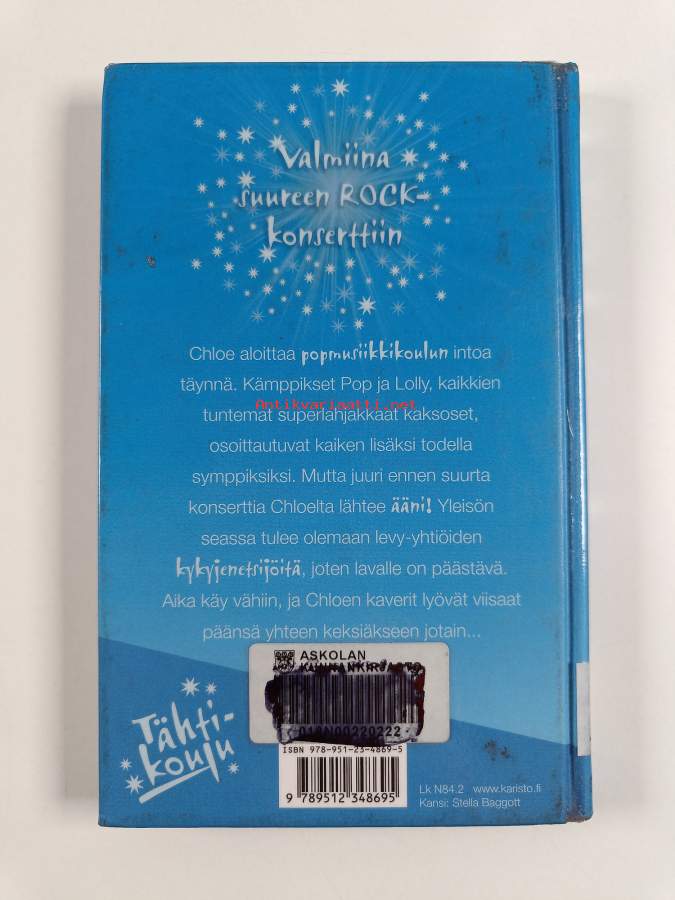 Valmiina
suureen ROCK-
konserttiin
Chloe aloittaa popmusiikkikoulun intoa
täynnä. Kämppikset Pop ja Lolly, kaikkien
Antikvariaatti.net
tuntemat superlahjakkaat kaksoset,
osoittautuvat kaiken lisäksi todella
symppiksiksi. Mutta juuri ennen suurta
konserttia Chloelta lähtee ääni! Yleisön
seassa tulee olemaan levy-yhtiöiden
kykyjenetsijöitä, joten lavalle on päästävä.
Aika käy vähiin, ja Chloen kaverit lyövät viisaat
päänsä yhteen keksiäkseen jotain...
ASKOLAN
KUNNANKIRJASTO
Tähti-
koulu
ISBN 978-951-23-4869-5
9 789512 348695
Lk N84.2 www.karisto.fi
Kansi: Stella Baggott